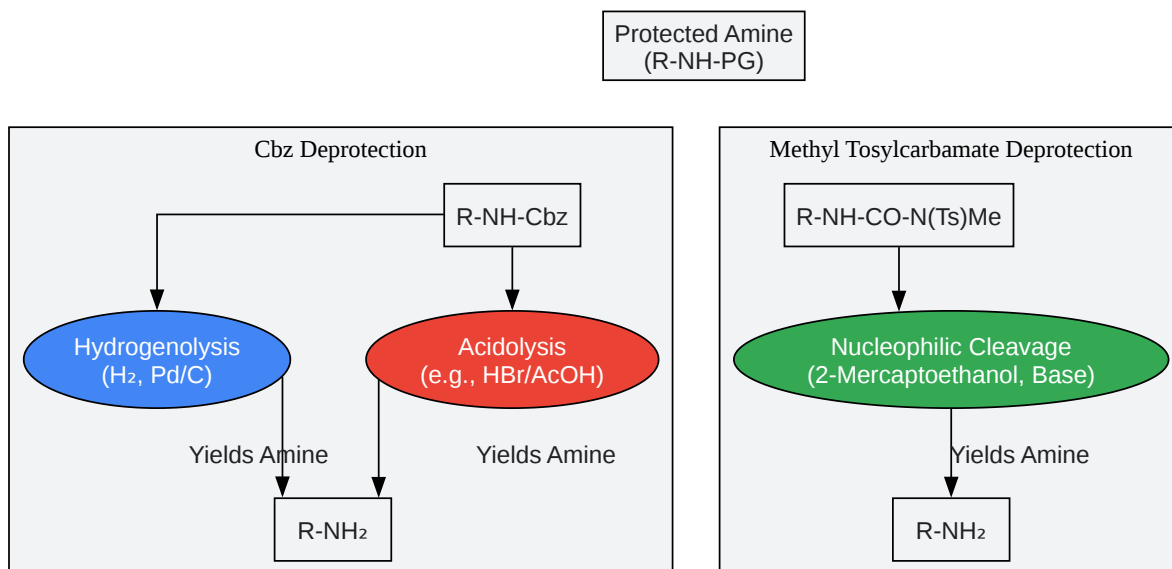 Protected Amine
(R-NH-PG)
Cbz Deprotection
R-NH-Cbz
Hydrogenolysis
(H₂, Pd/C)
Acidolysis
(e.g., HBr/AcOH)
Yields Amine
Yields Amine
R-NH₂
Methyl Tosylcarbamate Deprotection
R-NH-CO-N(Ts)Me
Nucleophilic Cleavage
(2-Mercaptoethanol, Base)
Yields Amine
R-NH₂